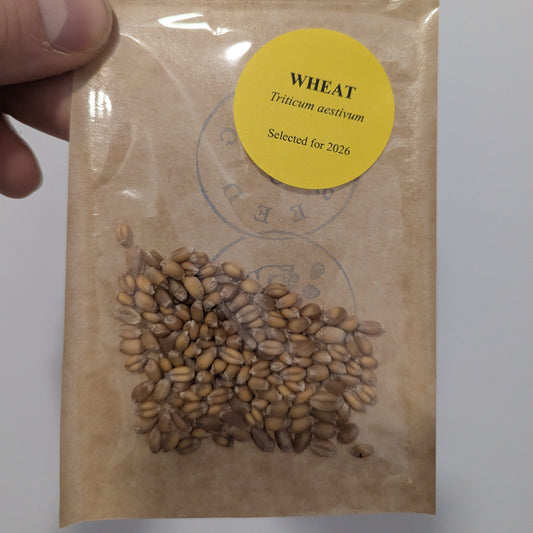 WHEAT
Triticum aestivum
Selected for 2026